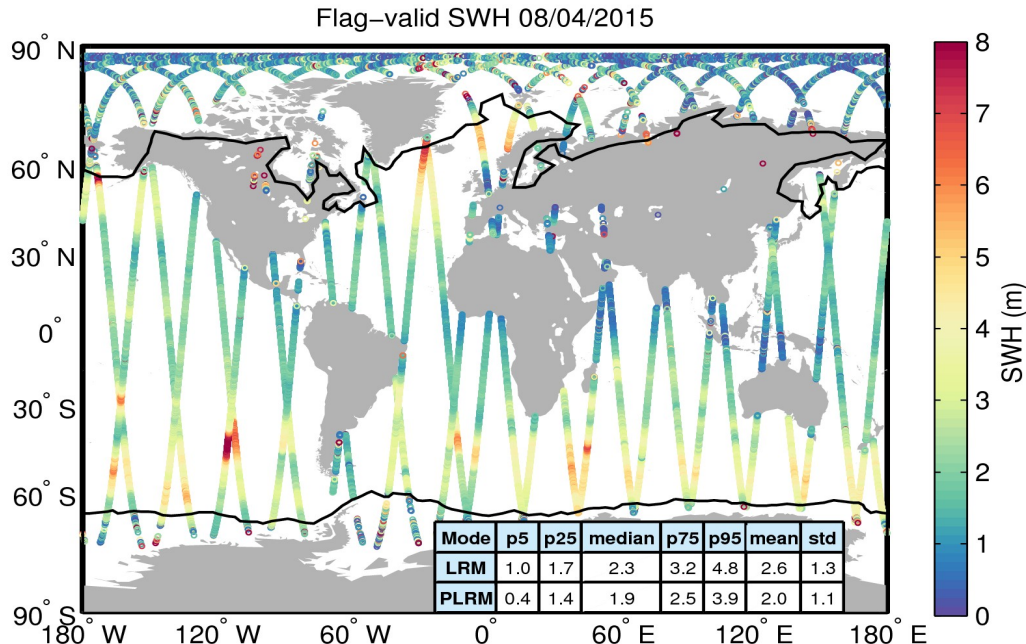 Flag-valid SWH 08/04/2015
90° N
60° N
30° N
0°
30° S
60° S
90° S
180° W
120° W
60° W
0°
60° E
120° E
180° E
8
7
6
5
4
3
2
1
0
SWH (m)
Mode p5 p25 median p75 p95 mean std
LRM 1.0 1.7 2.3 3.2 4.8 2.6 1.3
PLRM 0.4 1.4 1.9 2.5 3.9 2.0 1.1